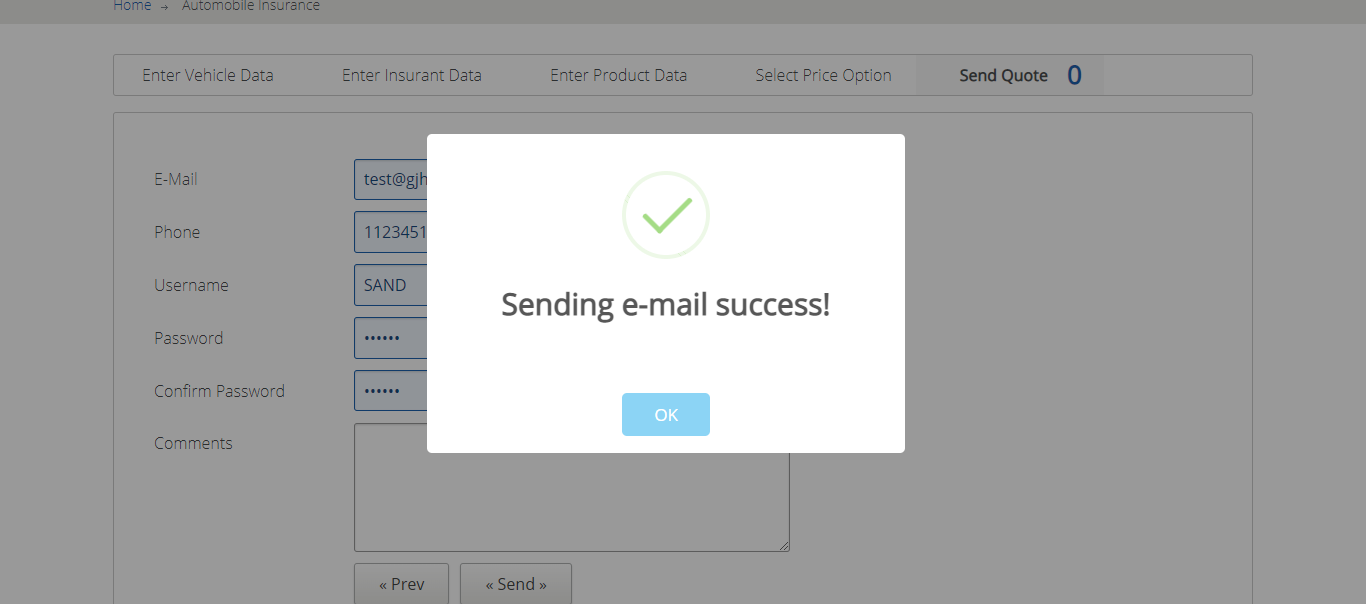 Home → Automobile Insurance
Enter Vehicle Data Enter Insurant Data Enter Product Data Select Price Option Send Quote 0
E-Mail test@gjh
Phone 1123451
Username SAND
Password ••••••
Confirm Password ••••••
Comments
Sending e-mail success!
OK
« Prev « Send »